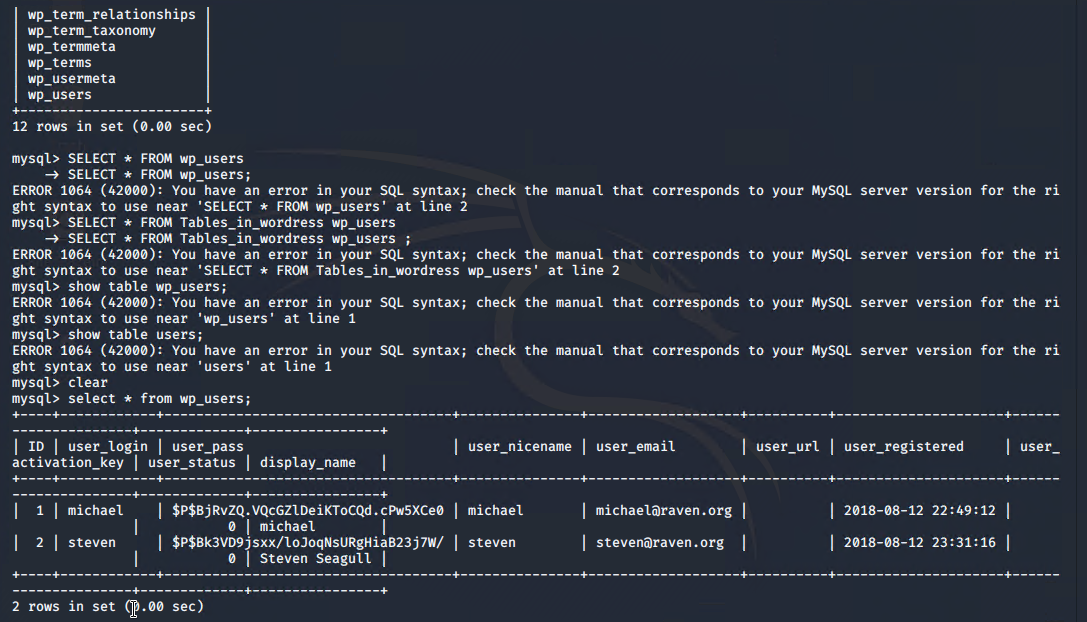 | wp_term_relationships |
| wp_term_taxonomy      |
| wp_termmeta           |
| wp_terms              |
| wp_usermeta           |
| wp_users              |
+-----------------------+
12 rows in set (0.00 sec)
mysql> SELECT * FROM wp_users
    → SELECT * FROM wp_users;
ERROR 1064 (42000): You have an error in your SQL syntax; check the manual that corresponds to your MySQL server version for the ri
ght syntax to use near 'SELECT * FROM wp_users' at line 2
mysql> SELECT * FROM Tables_in_wordress wp_users
    → SELECT * FROM Tables_in_wordress wp_users ;
ERROR 1064 (42000): You have an error in your SQL syntax; check the manual that corresponds to your MySQL server version for the ri
ght syntax to use near 'SELECT * FROM Tables_in_wordress wp_users' at line 2
mysql> show table wp_users;
ERROR 1064 (42000): You have an error in your SQL syntax; check the manual that corresponds to your MySQL server version for the ri
ght syntax to use near 'wp_users' at line 1
mysql> show table users;
ERROR 1064 (42000): You have an error in your SQL syntax; check the manual that corresponds to your MySQL server version for the ri
ght syntax to use near 'users' at line 1
mysql> clear
mysql> select * from wp_users;
+----+------------+------------------------------------+---------------+-------------------+----------+---------------------+------
---------------+-------------+----------------+
| ID | user_login | user_pass                          | user_nicename | user_email        | user_url | user_registered     | user_
activation_key | user_status | display_name   |
+----+------------+------------------------------------+---------------+-------------------+----------+---------------------+------
---------------+-------------+----------------+
|  1 | michael    | $P$BjRvZQ.VQcGZlDeiKToCQd.cPw5XCe0 | michael       | michael@raven.org |          | 2018-08-12 22:49:12 |
               |           0 | michael        |
|  2 | steven     | $P$Bk3VD9jsxx/loJoqNsURgHiaB23j7W/ | steven        | steven@raven.org  |          | 2018-08-12 23:31:16 |
               |           0 | Steven Seagull |
+----+------------+------------------------------------+---------------+-------------------+----------+---------------------+------
---------------+-------------+----------------+
2 rows in set (0.00 sec)